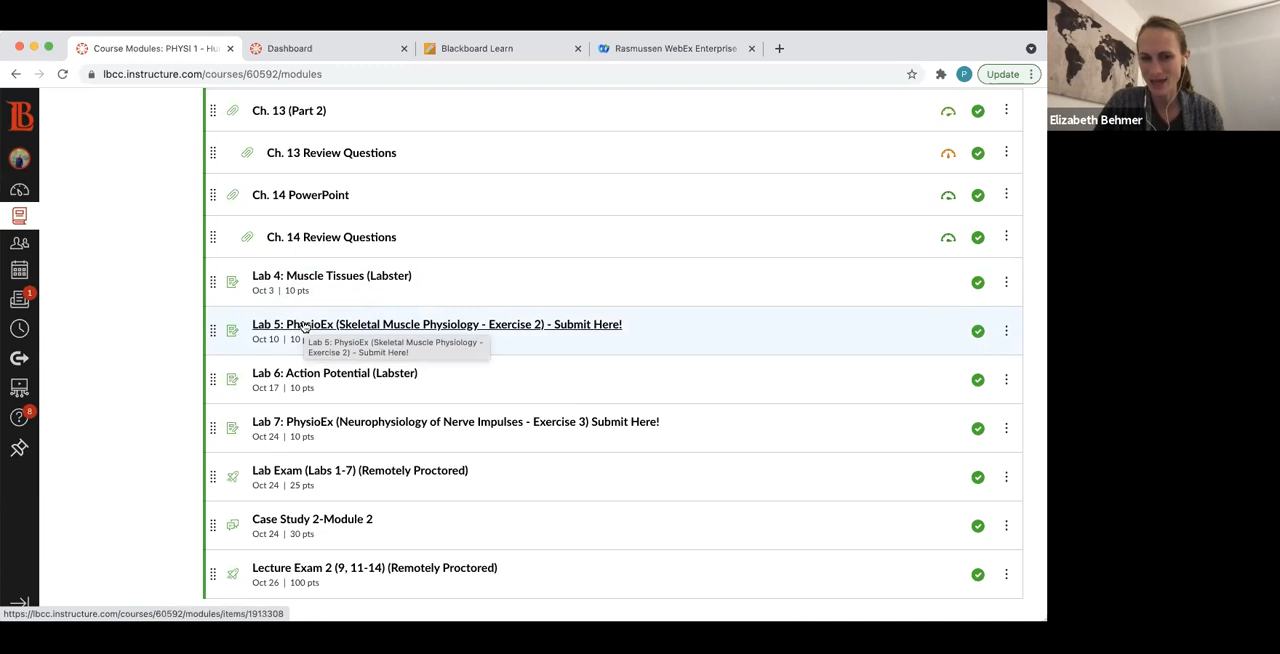 Course Modules: PHYSI 1 - Hu
Dashboard
Blackboard Learn
Rasmussen WebEx Enterprise
lbcc.instructure.com/courses/60592/modules
P
Update
Elizabeth Behmer
Ch. 13 (Part 2)
Ch. 13 Review Questions
Ch. 14 PowerPoint
Ch. 14 Review Questions
Lab 4: Muscle Tissues (Labster)
Oct 3 | 10 pts
1
Lab 5: PhysioEx (Skeletal Muscle Physiology - Exercise 2) - Submit Here!
Oct 10 | 10
Lab 5: PhysioEx (Skeletal Muscle Physiology -
Exercise 2) - Submit Here!
Lab 6: Action Potential (Labster)
Oct 17 | 10 pts
8
Lab 7: PhysioEx (Neurophysiology of Nerve Impulses - Exercise 3) Submit Here!
Oct 24 | 10 pts
Lab Exam (Labs 1-7) (Remotely Proctored)
Oct 24 | 25 pts
Case Study 2-Module 2
Oct 24 | 30 pts
Lecture Exam 2 (9, 11-14) (Remotely Proctored)
Oct 26 | 100 pts
https://lbcc.instructure.com/courses/60592/modules/items/1913308